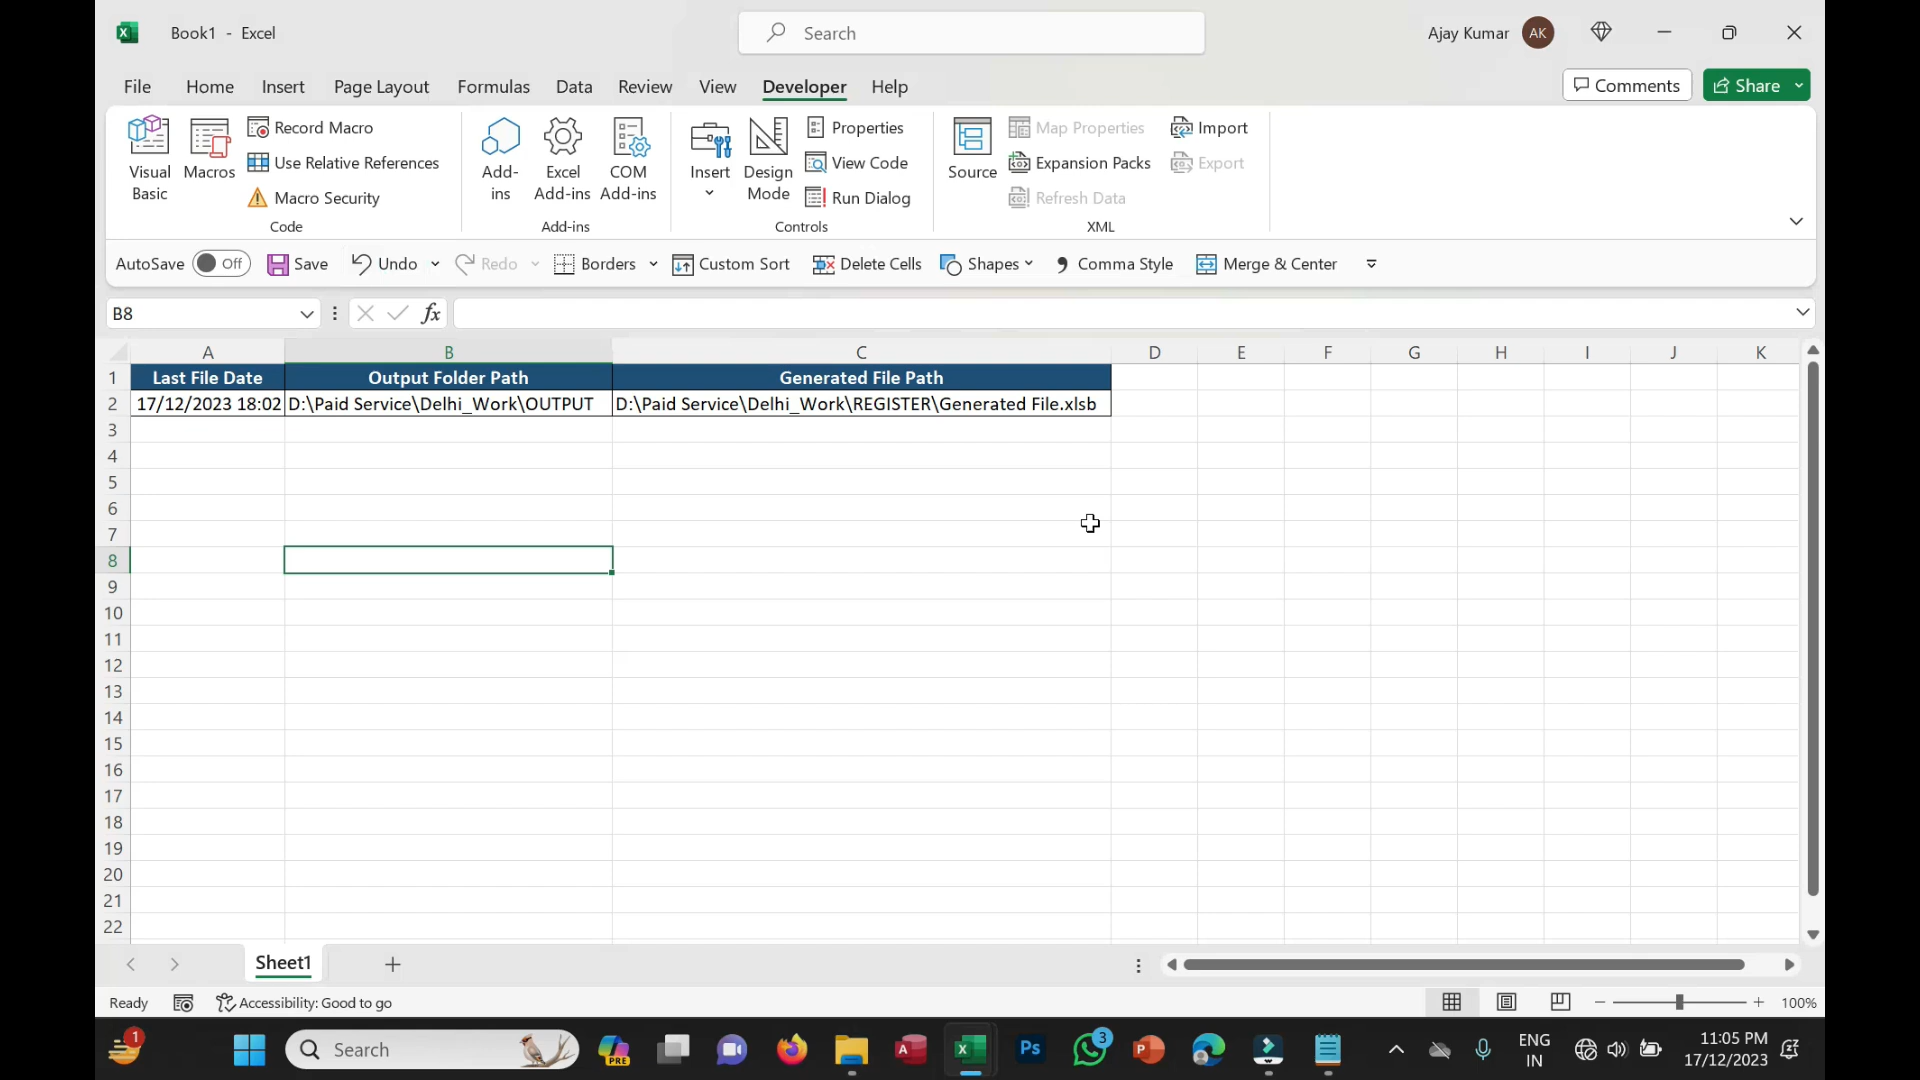 Book1 - Excel
Search
Ajay Kumar
AK
File Home Insert Page Layout Formulas Data Review View Developer Help
Comments
Share
Visual Basic
Macros
Record Macro
Use Relative References
Macro Security
Code
Add-ins
Excel Add-ins
COM Add-ins
Add-ins
Insert
Design Mode
Properties
View Code
Run Dialog
Controls
Source
Map Properties
Expansion Packs
Refresh Data
Import
Export
XML
AutoSave Off Save Undo Redo Borders Custom Sort Delete Cells Shapes Comma Style Merge & Center
B8
fx
A B C D E F G H I J K
1 Last File Date Output Folder Path Generated File Path
2 17/12/2023 18:02 D:\Paid Service\Delhi_Work\OUTPUT D:\Paid Service\Delhi_Work\REGISTER\Generated File.xlsb
3
4
5
6
7
8
9
10
11
12
13
14
15
16
17
18
19
20
21
22
Sheet1
Ready
Accessibility: Good to go
100%
1
Search
PRE
A
X
Ps
3
P
ENG
IN
11:05 PM
17/12/2023